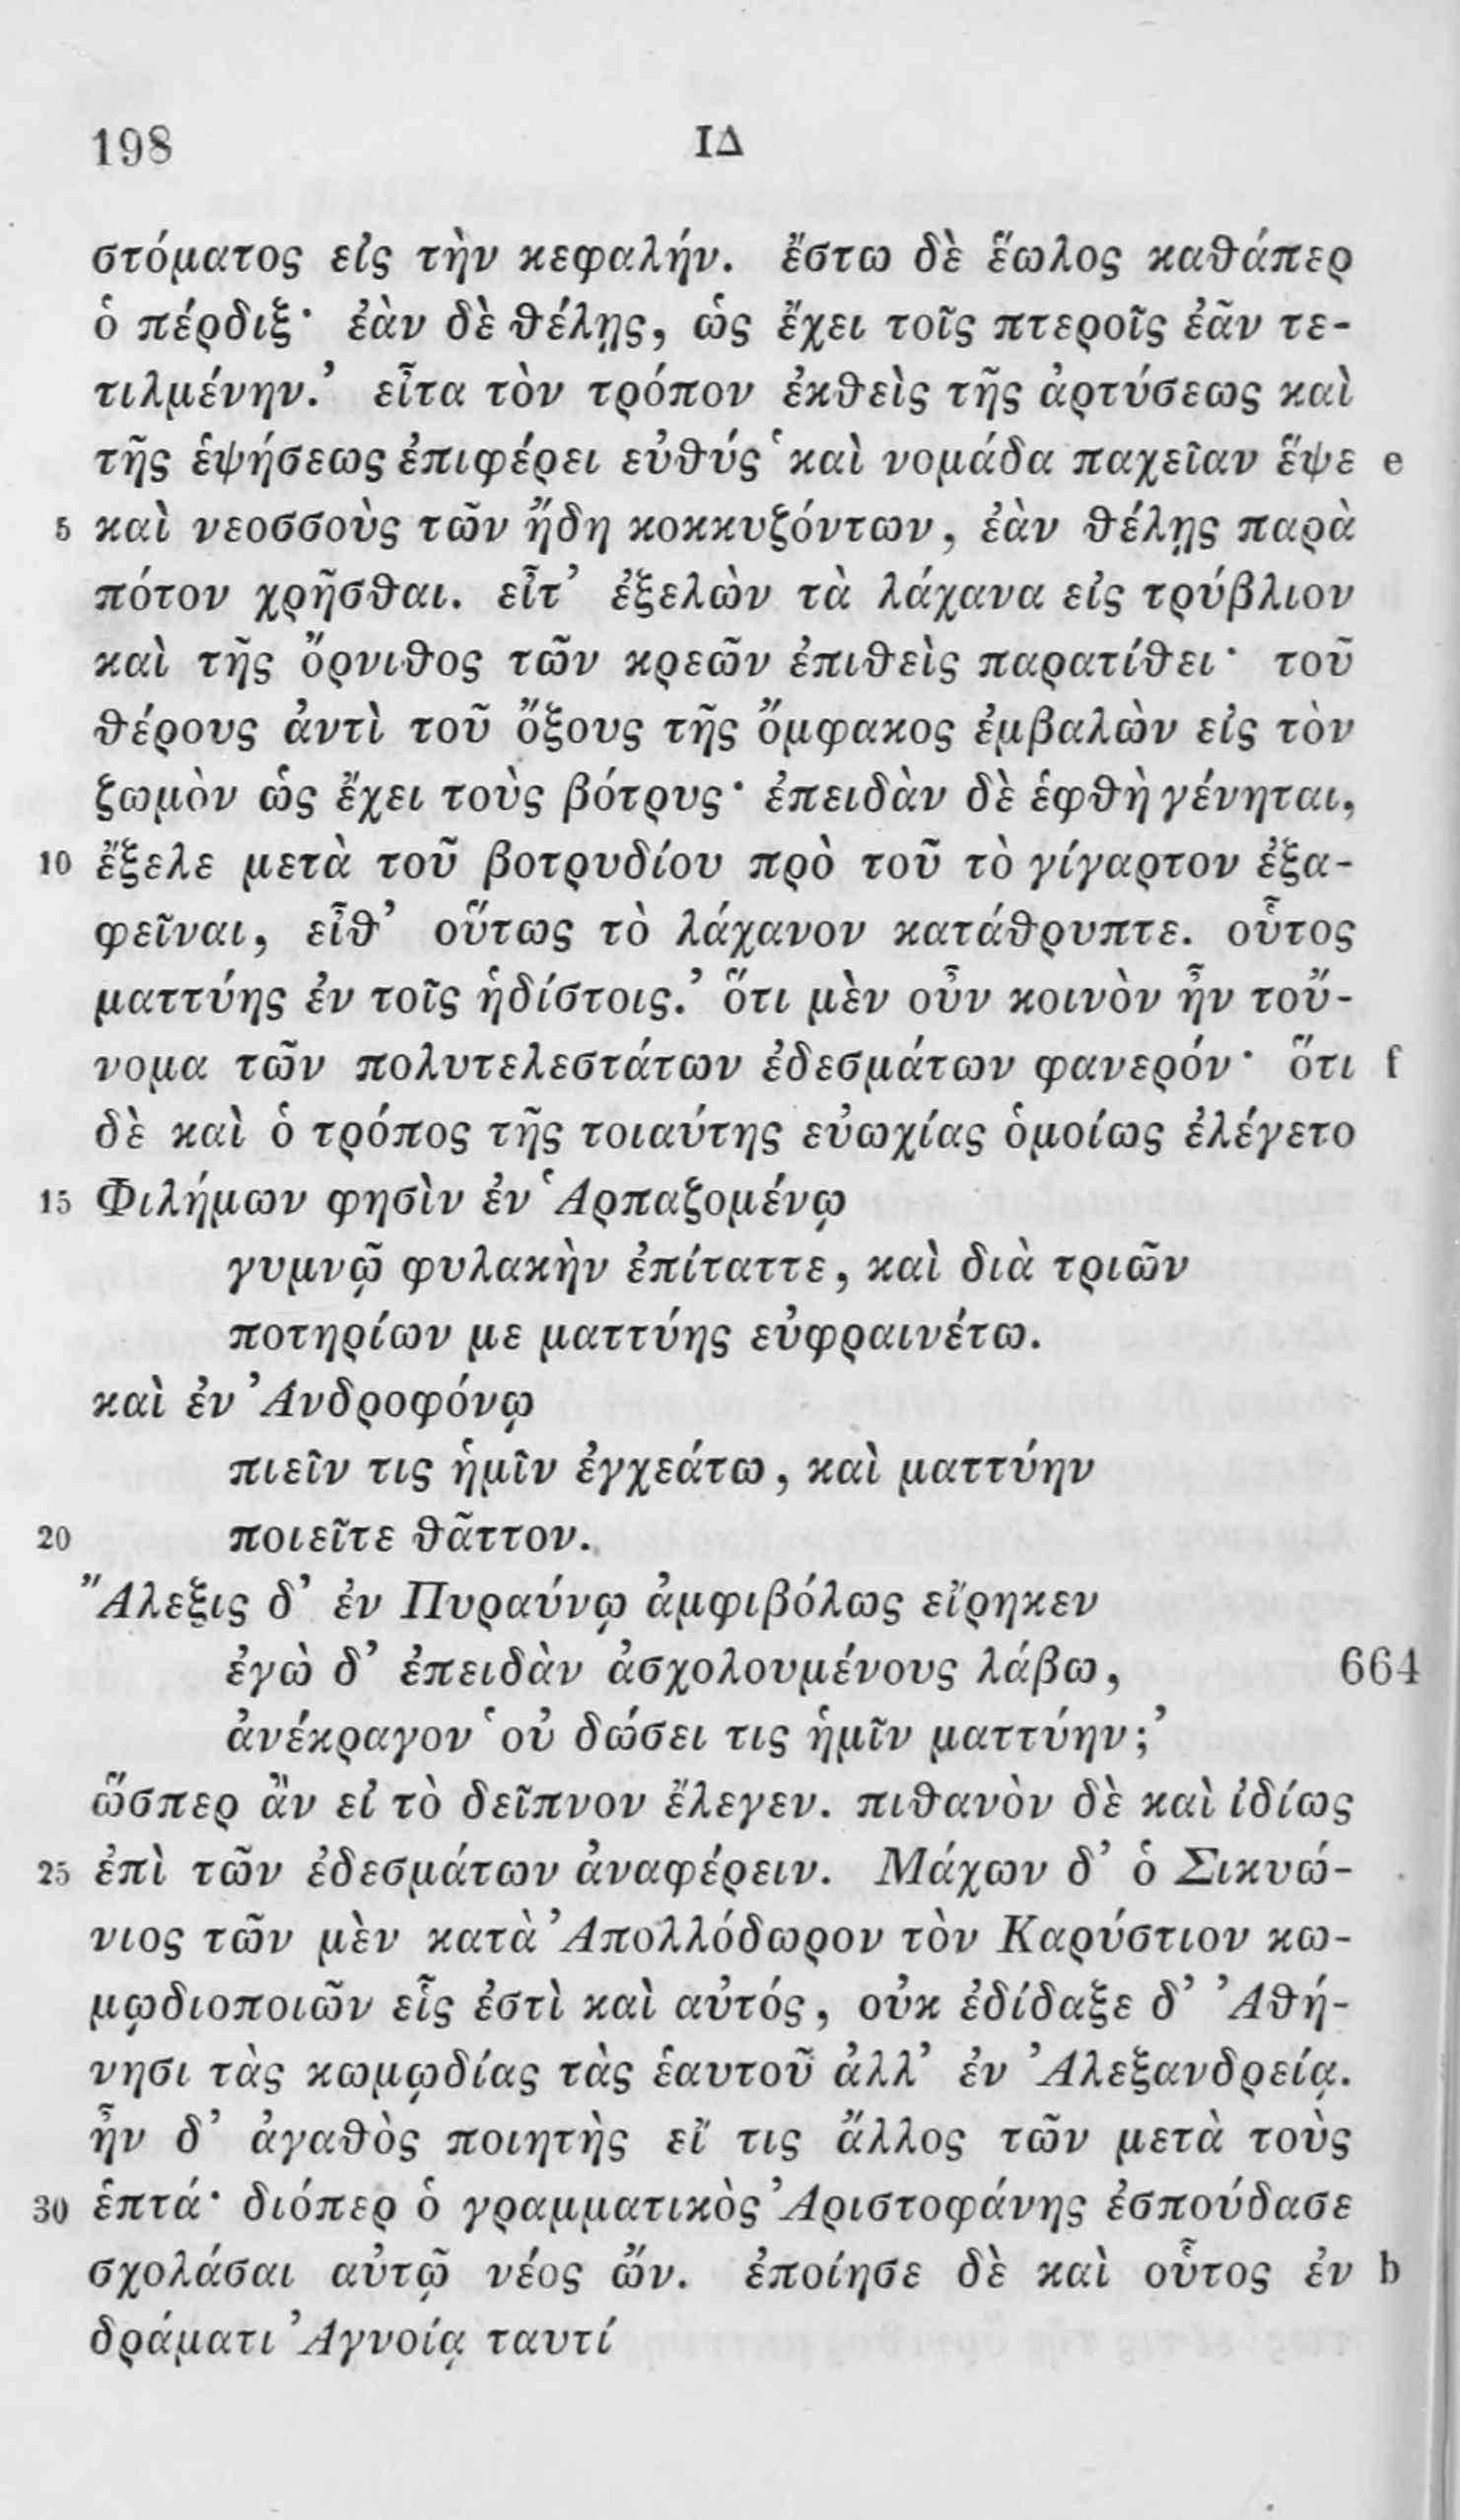 198 ΙΔ
στόματος εἰς τὴν κεφαλήν. ἔστω δὲ ἕωλος καθάπερ
ὁ πέρδιξ· ἐὰν δὲ θέλῃς, ὡς ἔχει τοῖς πτεροῖς ἐᾶν τε-
τιλμένην.’ εἶτα τὸν τρόπον ἐκθεὶς τῆς ἀρτύσεως καὶ
τῆς ἑψήσεως ἐπιφέρει εὐθύς ‘καὶ νομάδα παχεῖαν ἕψε e
5 καὶ νεοσσοὺς τῶν ἤδη κοκκυζόντων, ἐὰν θέλῃς παρὰ
πότον χρῆσθαι. εἶτ’ ἐξελὼν τὰ λάχανα εἰς τρύβλιον
καὶ τῆς ὄρνιθος τῶν κρεῶν ἐπιθεὶς παρατίθει· τοῦ
θέρους ἀντὶ τοῦ ὄξους τῆς ὄμφακος ἐμβαλὼν εἰς τὸν
ζωμὸν ὡς ἔχει τοὺς βότρυς· ἐπειδὰν δὲ ἑφθὴ γένηται,
10 ἔξελε μετὰ τοῦ βοτρυδίου πρὸ τοῦ τὸ γίγαρτον ἐξα-
φεῖναι, εἶθ’ οὕτως τὸ λάχανον κατάθρυπτε. οὗτος
ματτύης ἐν τοῖς ἡδίστοις.’ ὅτι μὲν οὖν κοινὸν ἦν τοὔ-
νομα τῶν πολυτελεστάτων ἐδεσμάτων φανερόν· ὅτι f
δὲ καὶ ὁ τρόπος τῆς τοιαύτης εὐωχίας ὁμοίως ἐλέγετο
15 Φιλήμων φησὶν ἐν Ἁρπαζομένῳ
γυμνῷ φυλακὴν ἐπίταττε, καὶ διὰ τριῶν
ποτηρίων με ματτύης εὐφραινέτω.
καὶ ἐν Ἀνδροφόνῳ
πιεῖν τις ἡμῖν ἐγχεάτω, καὶ ματτύην
20 ποιεῖτε θᾶττον.
Ἄλεξις δ’ ἐν Πυραύνῳ ἀμφιβόλως εἴρηκεν
ἐγὼ δ’ ἐπειδὰν ἀσχολουμένους λάβω, 664
ἀνέκραγον ‘οὐ δώσει τις ἡμῖν ματτύην;’
ὥσπερ ἂν εἰ τὸ δεῖπνον ἔλεγεν. πιθανὸν δὲ καὶ ἰδίως
25 ἐπὶ τῶν ἐδεσμάτων ἀναφέρειν. Μάχων δ’ ὁ Σικυώ-
νιος τῶν μὲν κατὰ Ἀπολλόδωρον τὸν Καρύστιον κω-
μῳδιοποιῶν εἷς ἐστὶ καὶ αὐτός, οὐκ ἐδίδαξε δ’ Ἀθή-
νησι τὰς κωμῳδίας τὰς ἑαυτοῦ ἀλλ’ ἐν Ἀλεξανδρείᾳ.
ἦν δ’ ἀγαθὸς ποιητὴς εἴ τις ἄλλος τῶν μετὰ τοὺς
30 ἑπτά· διόπερ ὁ γραμματικὸς Ἀριστοφάνης ἐσπούδασε
σχολάσαι αὐτῷ νέος ὤν. ἐποίησε δὲ καὶ οὗτος ἐν b
δράματι Ἀγνοίᾳ ταυτί